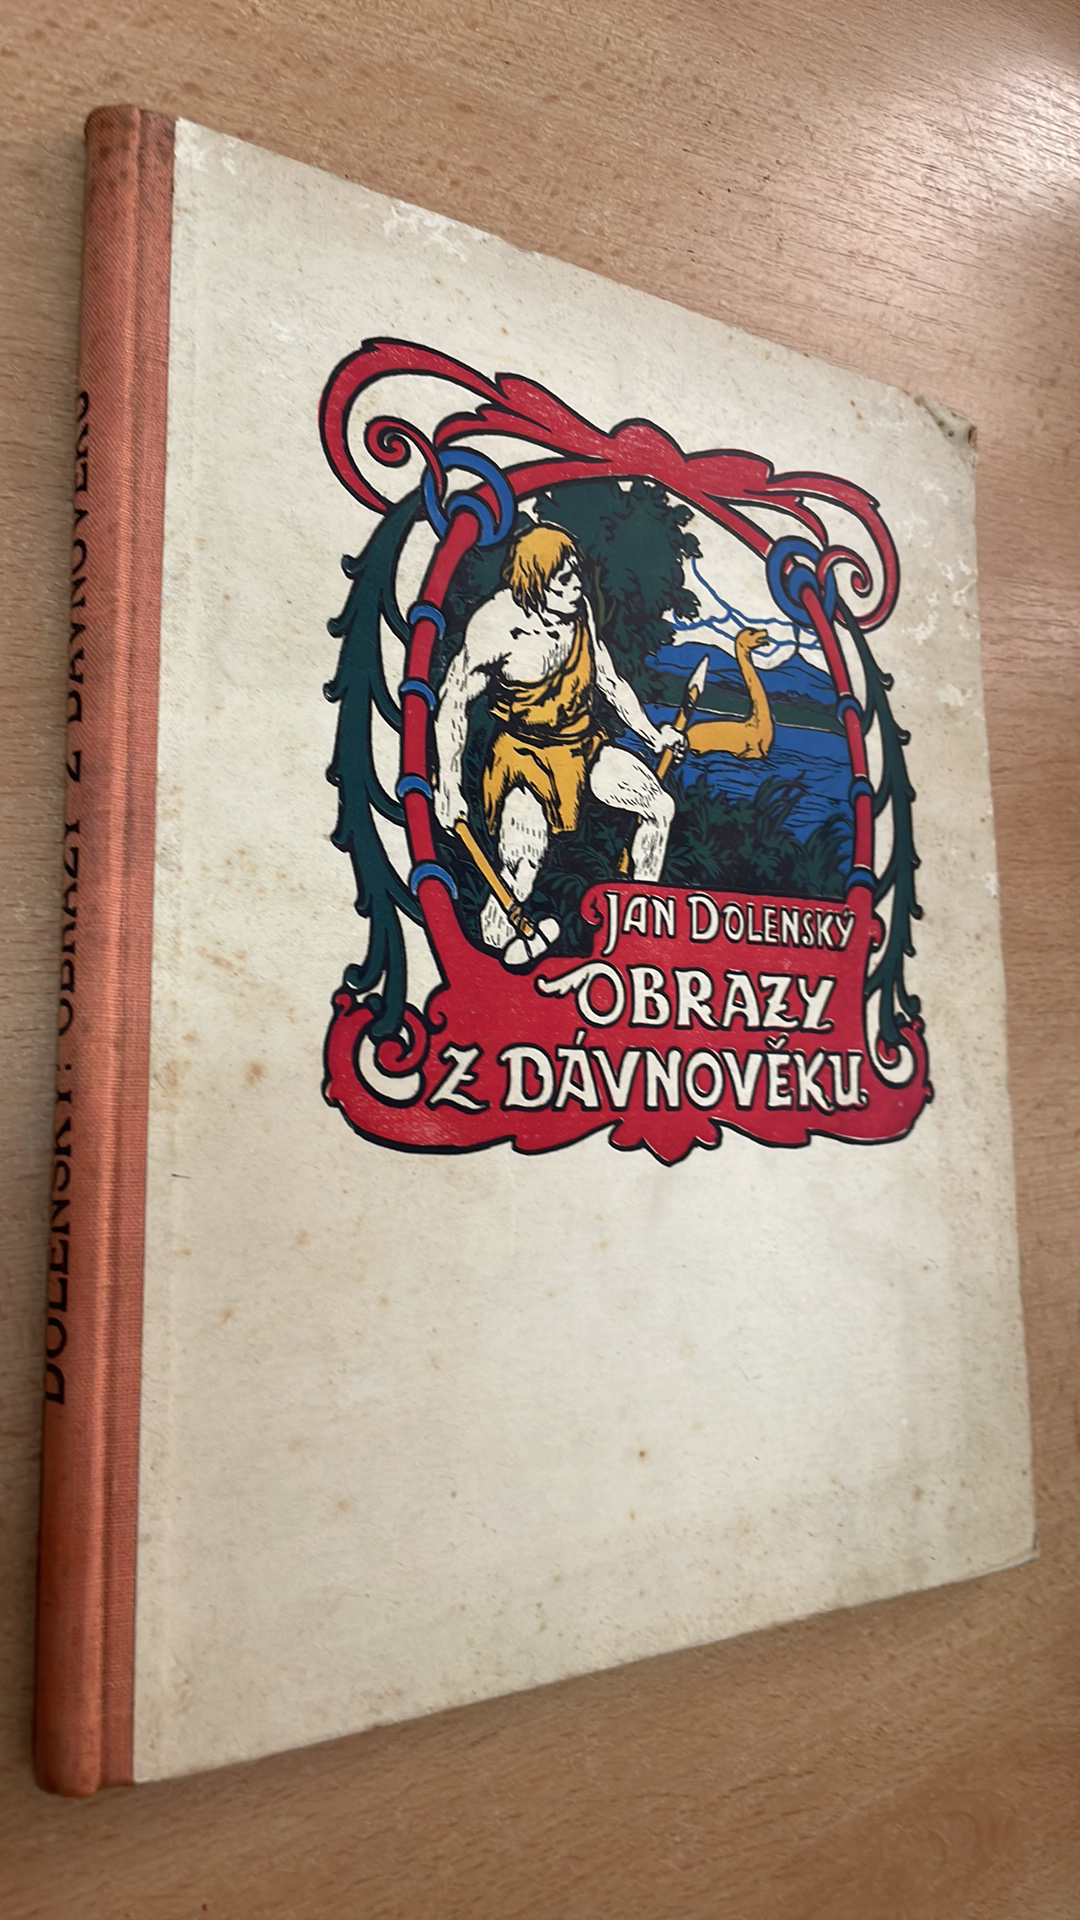 JAN DOLENSKÝ
OBRAZY
Z DÁVNOVĚKU
DOLENSKÝ: OBRAZY Z DÁVNOVĚKU